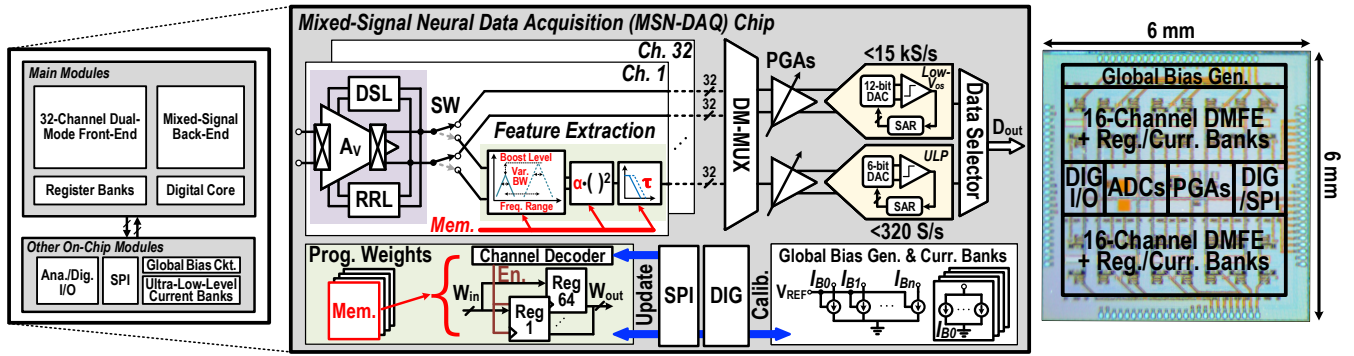 Main Modules
32-Channel Dual-
Mode Front-End
Mixed-Signal
Back-End
Register Banks
Digital Core
Other On-Chip Modules
Ana./Dig.
I/O
SPI
Global Bias Ckt.
Ultra-Low-Level
Current Banks
Mixed-Signal Neural Data Acquisition (MSN-DAQ) Chip
Ch. 32
Ch. 1
DSL
AV
RRL
SW
Feature Extraction
Boost Level
Var.
BW
Freq. Range
α·( )²
τ
Mem.
32
32
32
DM-MUX
PGAs
<15 kS/s
12-bit
DAC
Low-
Vos
SAR
6-bit
DAC
ULP
SAR
<320 S/s
Data Selector
Dout
Prog. Weights
Mem.
Channel Decoder
En.
Win
Reg
1
Reg
64
Wout
Update
SPI
DIG
Calib.
Global Bias Gen. & Curr. Banks
VREF
IB0
IB1
IBn
IB0
6 mm
6 mm
Global Bias Gen.
16-Channel DMFE
+ Reg./Curr. Banks
DIG
I/O
ADCs
PGAs
DIG
/SPI
16-Channel DMFE
+ Reg./Curr. Banks